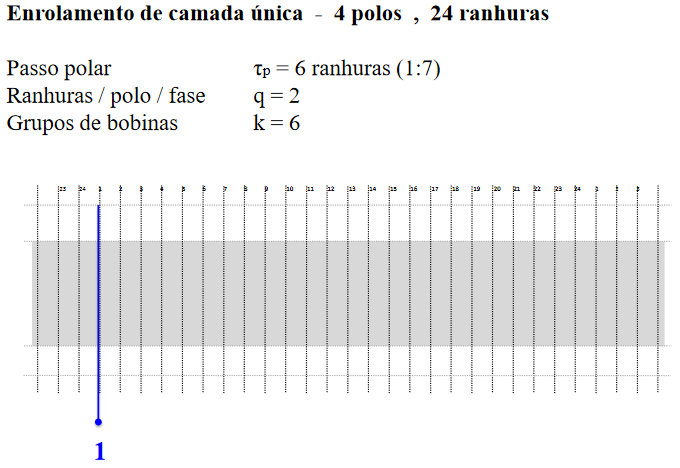 Enrolamento de camada única - 4 polos , 24 ranhuras
Passo polar τp = 6 ranhuras (1:7)
Ranhuras / polo / fase q = 2
Grupos de bobinas k = 6
23 24 1 2 3 4 5 6 7 8 9 10 11 12 13 14 15 16 17 18 19 20 21 22 23 24 1 2 3
1